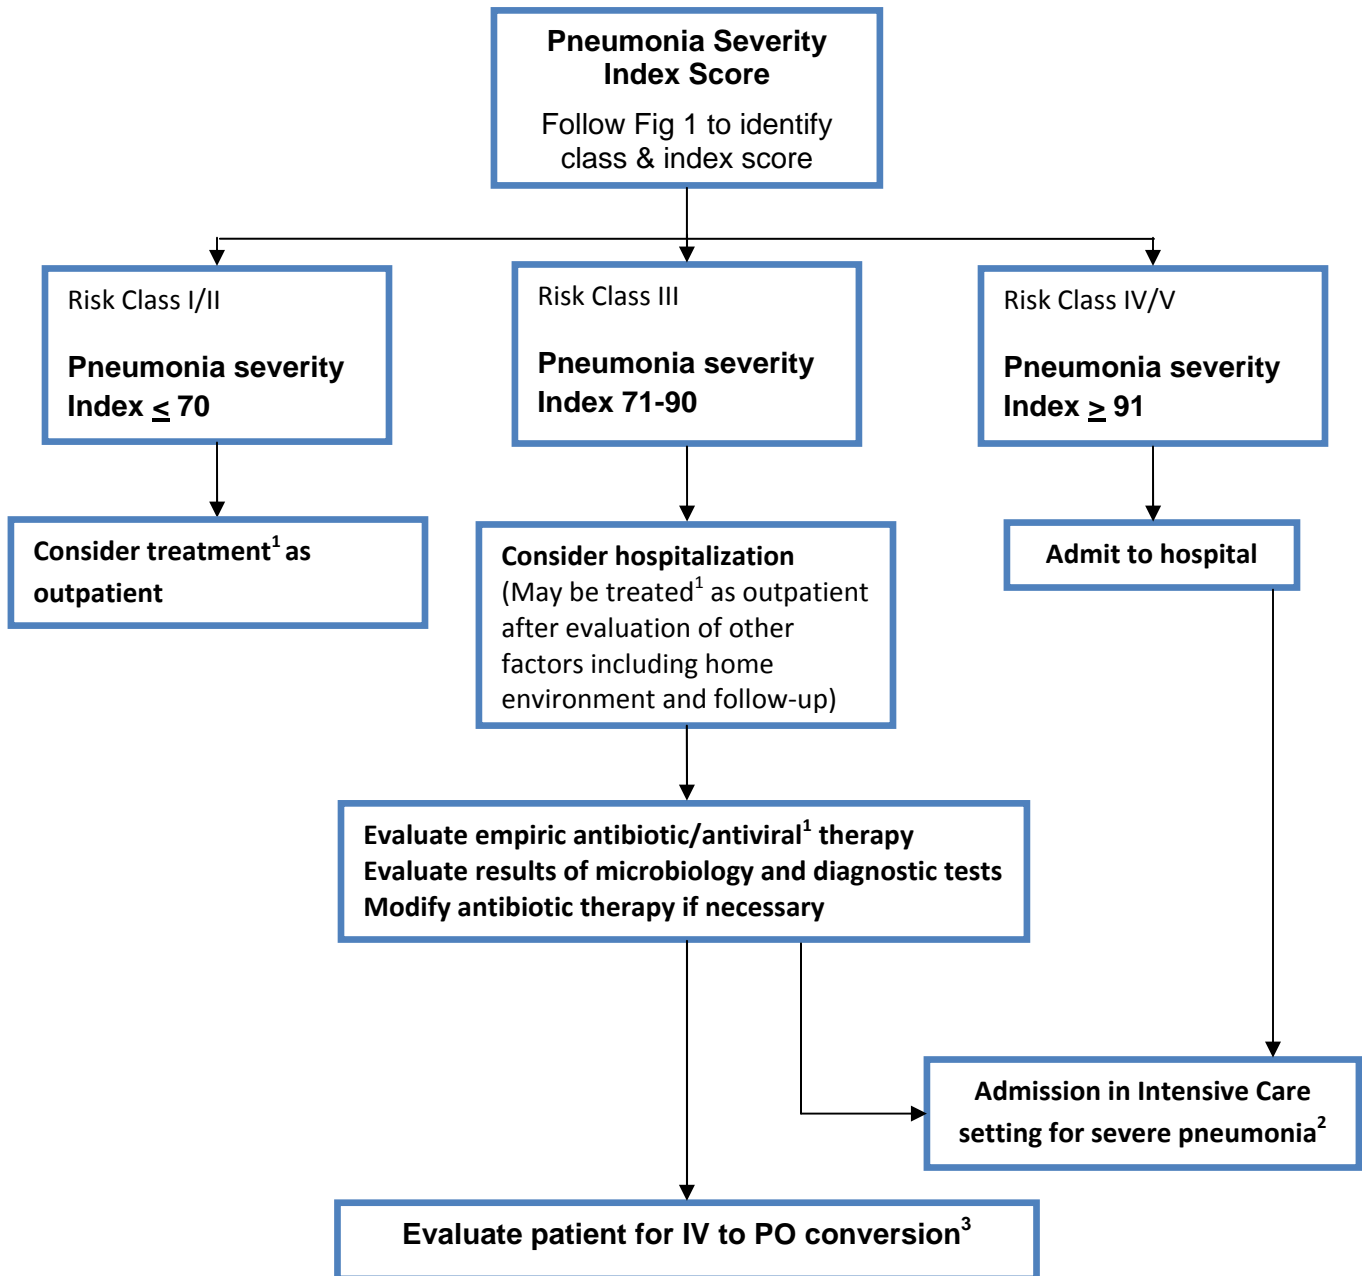 Pneumonia Severity
Index Score
Follow Fig 1 to identify
class & index score
Risk Class I/II
Pneumonia severity
Index ≤ 70
Risk Class III
Pneumonia severity
Index 71-90
Risk Class IV/V
Pneumonia severity
Index ≥ 91
Consider treatment¹ as
outpatient
Consider hospitalization
(May be treated¹ as outpatient
after evaluation of other
factors including home
environment and follow-up)
Admit to hospital
Evaluate empiric antibiotic/antiviral¹ therapy
Evaluate results of microbiology and diagnostic tests
Modify antibiotic therapy if necessary
Admission in Intensive Care
setting for severe pneumonia²
Evaluate patient for IV to PO conversion³